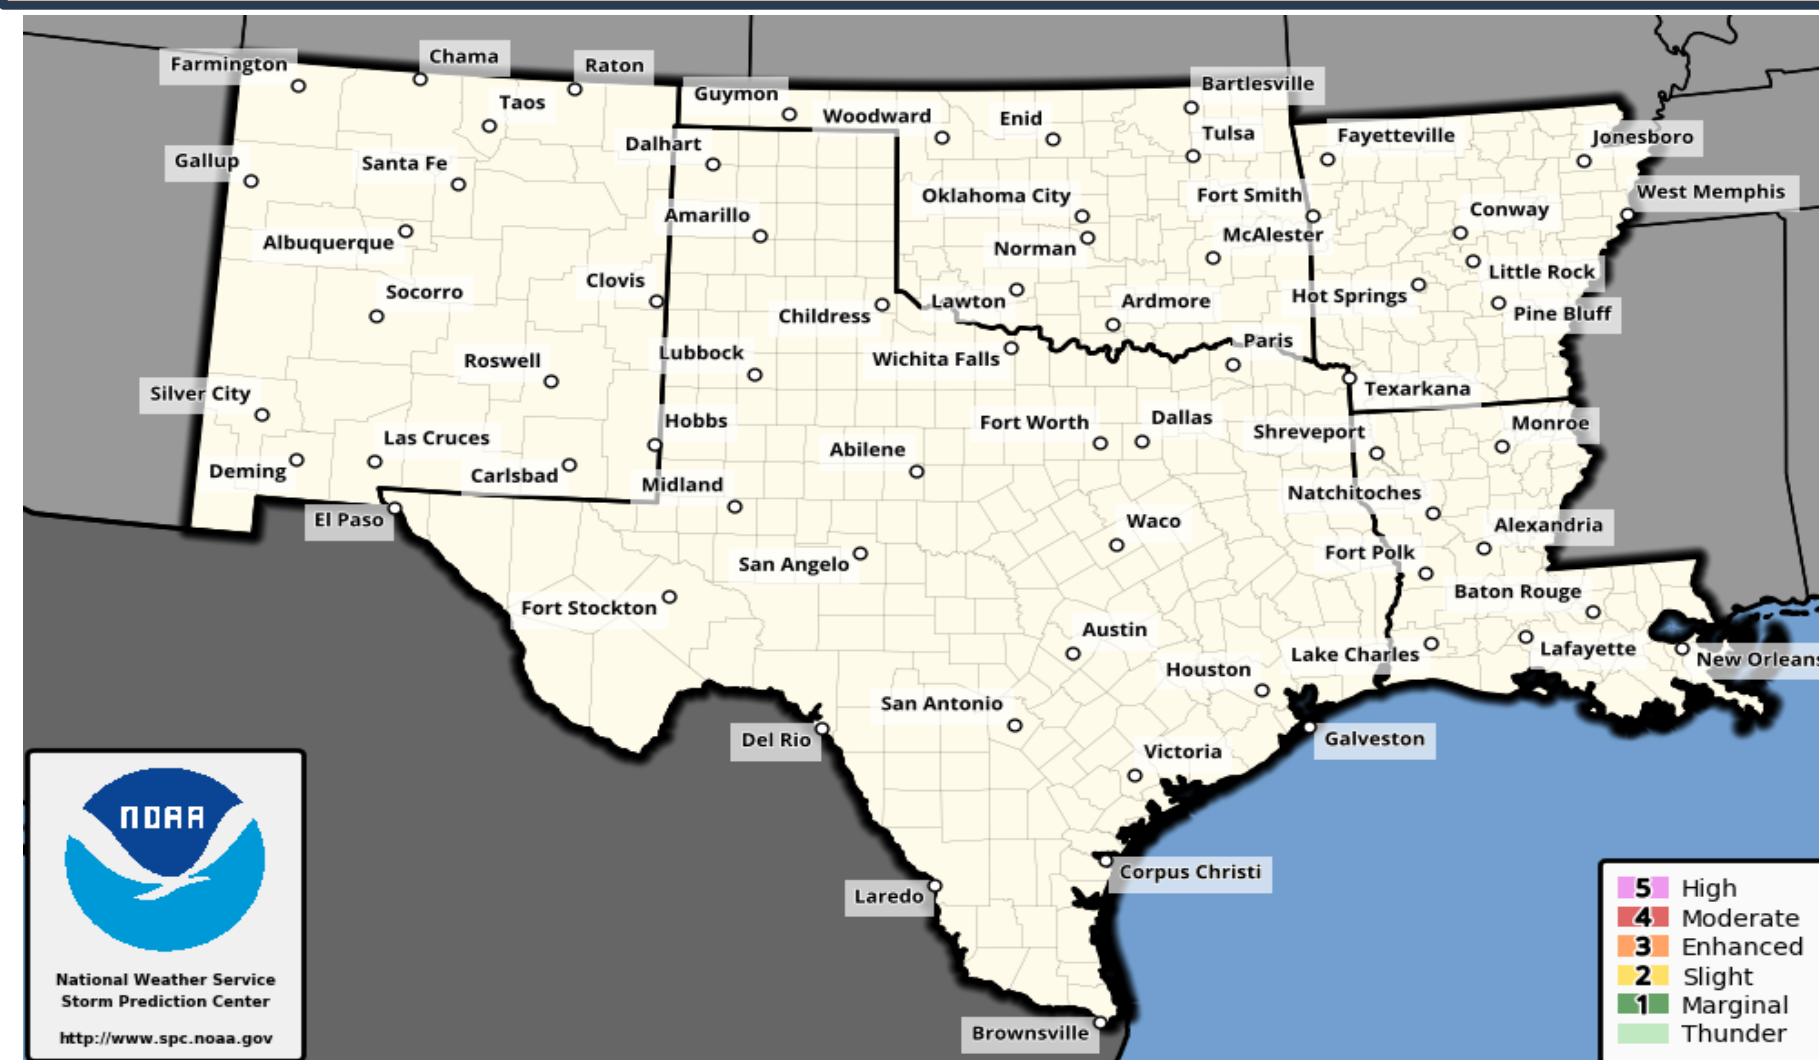 Farmington
Chama
Raton
Taos
Guymon
Woodward
Enid
Bartlesville
Tulsa
Fayetteville
Jonesboro
Gallup
Santa Fe
Dalhart
West Memphis
Oklahoma City
Fort Smith
Conway
Amarillo
Albuquerque
Norman
McAlester
Little Rock
Socorro
Clovis
Childress
Lawton
Ardmore
Hot Springs
Pine Bluff
Roswell
Lubbock
Wichita Falls
Paris
Texarkana
Silver City
Hobbs
Fort Worth
Dallas
Shreveport
Monroe
Las Cruces
Abilene
Deming
Carlsbad
Midland
Natchitoches
El Paso
Waco
Alexandria
San Angelo
Fort Polk
Baton Rouge
Fort Stockton
Austin
Lake Charles
Lafayette
New Orleans
Houston
San Antonio
Del Rio
Victoria
Galveston
Corpus Christi
Laredo
Brownsville
NOAA
National Weather Service
Storm Prediction Center
http://www.spc.noaa.gov
5 High
4 Moderate
3 Enhanced
2 Slight
1 Marginal
Thunder